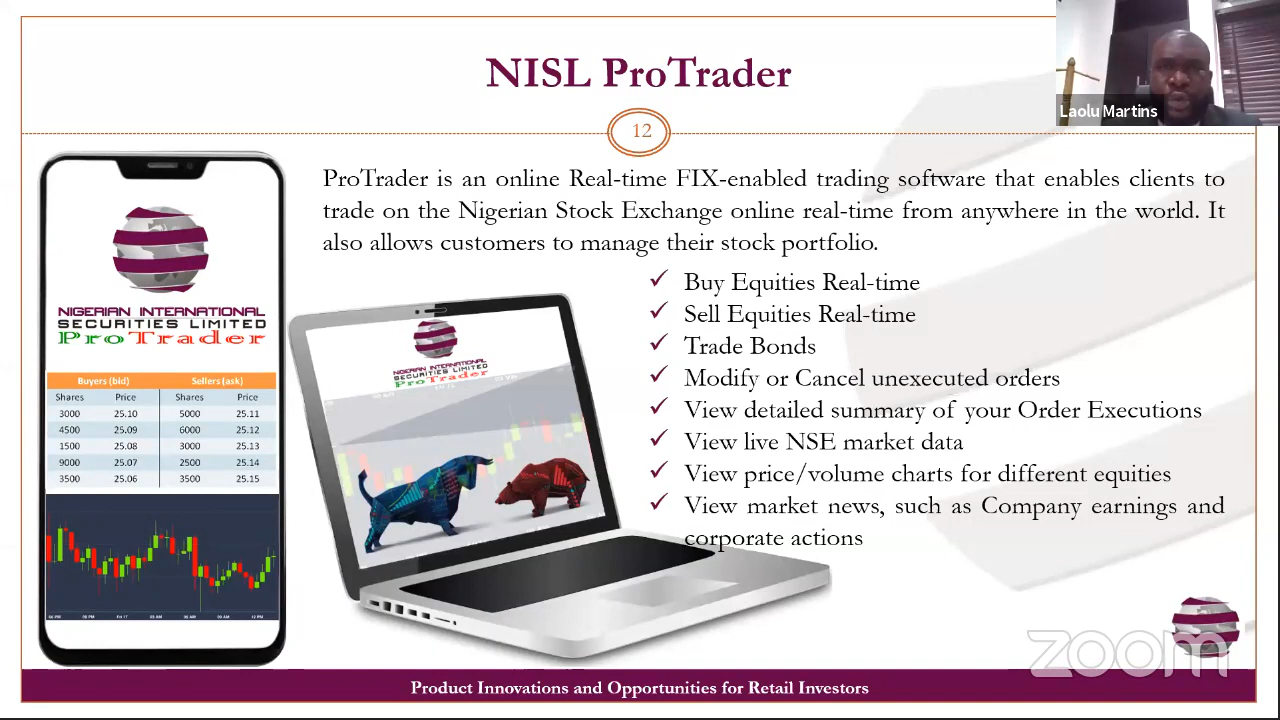 NISL ProTrader
Laolu Martins
12
ProTrader is an online Real-time FIX-enabled trading software that enables clients to
trade on the Nigerian Stock Exchange online real-time from anywhere in the world. It
also allows customers to manage their stock portfolio.
Buy Equities Real-time
Sell Equities Real-time
Trade Bonds
Modify or Cancel unexecuted orders
View detailed summary of your Order Executions
View live NSE market data
View price/volume charts for different equities
View market news, such as Company earnings and
corporate actions
NIGERIAN INTERNATIONAL
SECURITIES LIMITED
ProTrader
Buyers (bid) Sellers (ask)
Shares Price Shares Price
3000 25.10 5000 25.11
4500 25.09 6000 25.12
1500 25.08 3000 25.13
9000 25.07 2500 25.14
3500 25.06 3500 25.15
NIGERIAN INTERNATIONAL
SECURITIES LIMITED
ProTrader
zoom
Product Innovations and Opportunities for Retail Investors